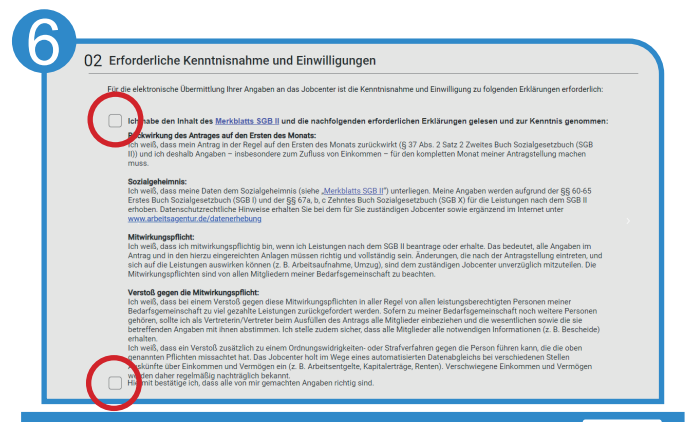 6
02 Erforderliche Kenntnisnahme und Einwilligungen
Für die elektronische Übermittlung Ihrer Angaben an das Jobcenter ist die Kenntnisnahme und Einwilligung zu folgenden Erklärungen erforderlich:
Ich habe den Inhalt des Merkblatts SGB II und die nachfolgenden erforderlichen Erklärungen gelesen und zur Kenntnis genommen:
Rückwirkung des Antrages auf den Ersten des Monats:
Ich weiß, dass mein Antrag in der Regel auf den Ersten des Monats zurückwirkt (§ 37 Abs. 2 Satz 2 Zweites Buch Sozialgesetzbuch (SGB
II)) und ich deshalb Angaben – insbesondere zum Zufluss von Einkommen – für den kompletten Monat meiner Antragstellung machen
muss.
Sozialgeheimnis:
Ich weiß, dass meine Daten dem Sozialgeheimnis (siehe „Merkblatts SGB II“) unterliegen. Meine Angaben werden aufgrund der §§ 60-65
Erstes Buch Sozialgesetzbuch (SGB I) und der §§ 67a, b, c Zehntes Buch Sozialgesetzbuch (SGB X) für die Leistungen nach dem SGB II
erhoben. Datenschutzrechtliche Hinweise erhalten Sie bei dem für Sie zuständigen Jobcenter sowie ergänzend im Internet unter
www.arbeitsagentur.de/datenerhebung
Mitwirkungspflicht:
Ich weiß, dass ich mitwirkungspflichtig bin, wenn ich Leistungen nach dem SGB II beantrage oder erhalte. Das bedeutet, alle Angaben im
Antrag und in den hierzu eingereichten Anlagen müssen richtig und vollständig sein. Änderungen, die nach der Antragstellung eintreten, und
sich auf die Leistungen auswirken können (z. B. Arbeitsaufnahme, Umzug), sind dem zuständigen Jobcenter unverzüglich mitzuteilen. Die
Mitwirkungspflichten sind von allen Mitgliedern meiner Bedarfsgemeinschaft zu beachten.
Verstoß gegen die Mitwirkungspflicht:
Ich weiß, dass bei einem Verstoß gegen diese Mitwirkungspflichten in aller Regel von allen leistungsberechtigten Personen meiner
Bedarfsgemeinschaft zu viel gezahlte Leistungen zurückgefordert werden. Sofern zu meiner Bedarfsgemeinschaft noch weitere Personen
gehören, sollte ich als Vertreterin/Vertreter beim Ausfüllen des Antrags alle Mitglieder einbeziehen und die wesentlichen sowie die sie
betreffenden Angaben mit ihnen abstimmen. Ich stelle zudem sicher, dass alle Mitglieder alle notwendigen Informationen (z. B. Bescheide)
erhalten.
Ich weiß, dass ein Verstoß zusätzlich zu einem Ordnungswidrigkeiten- oder Strafverfahren gegen die Person führen kann, die die oben
genannten Pflichten missachtet hat. Das Jobcenter holt im Wege eines automatisierten Datenabgleichs bei verschiedenen Stellen
Auskünfte über Einkommen und Vermögen ein (z. B. Arbeitsentgelte, Kapitalerträge, Renten). Verschwiegene Einkommen und Vermögen
werden daher regelmäßig nachträglich bekannt.
Hiermit bestätige ich, dass alle von mir gemachten Angaben richtig sind.